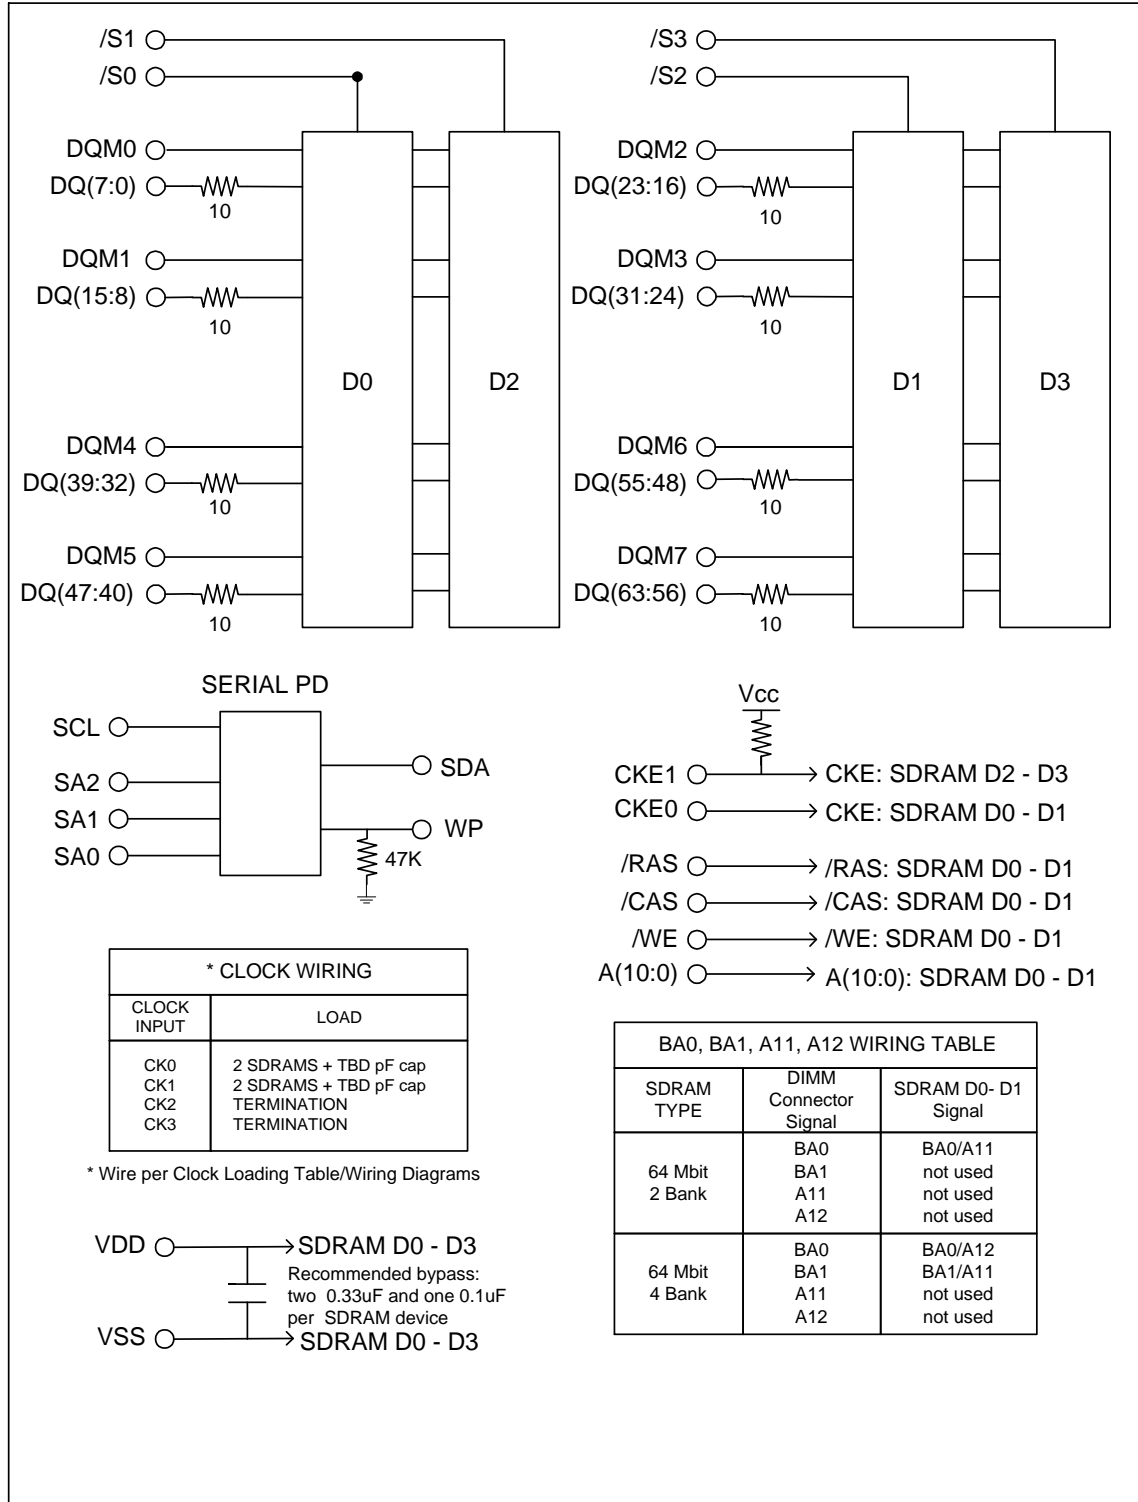 /S1
/S0
DQM0
DQ(7:0)
10
DQM1
DQ(15:8)
10
D0
D2
DQM4
DQ(39:32)
10
DQM5
DQ(47:40)
10
/S3
/S2
DQM2
DQ(23:16)
10
DQM3
DQ(31:24)
10
D1
D3
DQM6
DQ(55:48)
10
DQM7
DQ(63:56)
10
SERIAL PD
SCL
SA2
SA1
SA0
SDA
WP
47K
Vcc
CKE1
CKE: SDRAM D2 - D3
CKE0
CKE: SDRAM D0 - D1
/RAS
/RAS: SDRAM D0 - D1
/CAS
/CAS: SDRAM D0 - D1
/WE
/WE: SDRAM D0 - D1
A(10:0)
A(10:0): SDRAM D0 - D1
* CLOCK WIRING
CLOCK
INPUT
LOAD
CK0 2 SDRAMS + TBD pF cap
CK1 2 SDRAMS + TBD pF cap
CK2 TERMINATION
CK3 TERMINATION
* Wire per Clock Loading Table/Wiring Diagrams
BA0, BA1, A11, A12 WIRING TABLE
SDRAM
TYPE
DIMM
Connector
Signal
SDRAM D0- D1
Signal
64 Mbit
2 Bank
BA0 BA0/A11
BA1 not used
A11 not used
A12 not used
64 Mbit
4 Bank
BA0 BA0/A12
BA1 BA1/A11
A11 not used
A12 not used
VDD
SDRAM D0 - D3
Recommended bypass:
two 0.33uF and one 0.1uF
per SDRAM device
VSS
SDRAM D0 - D3